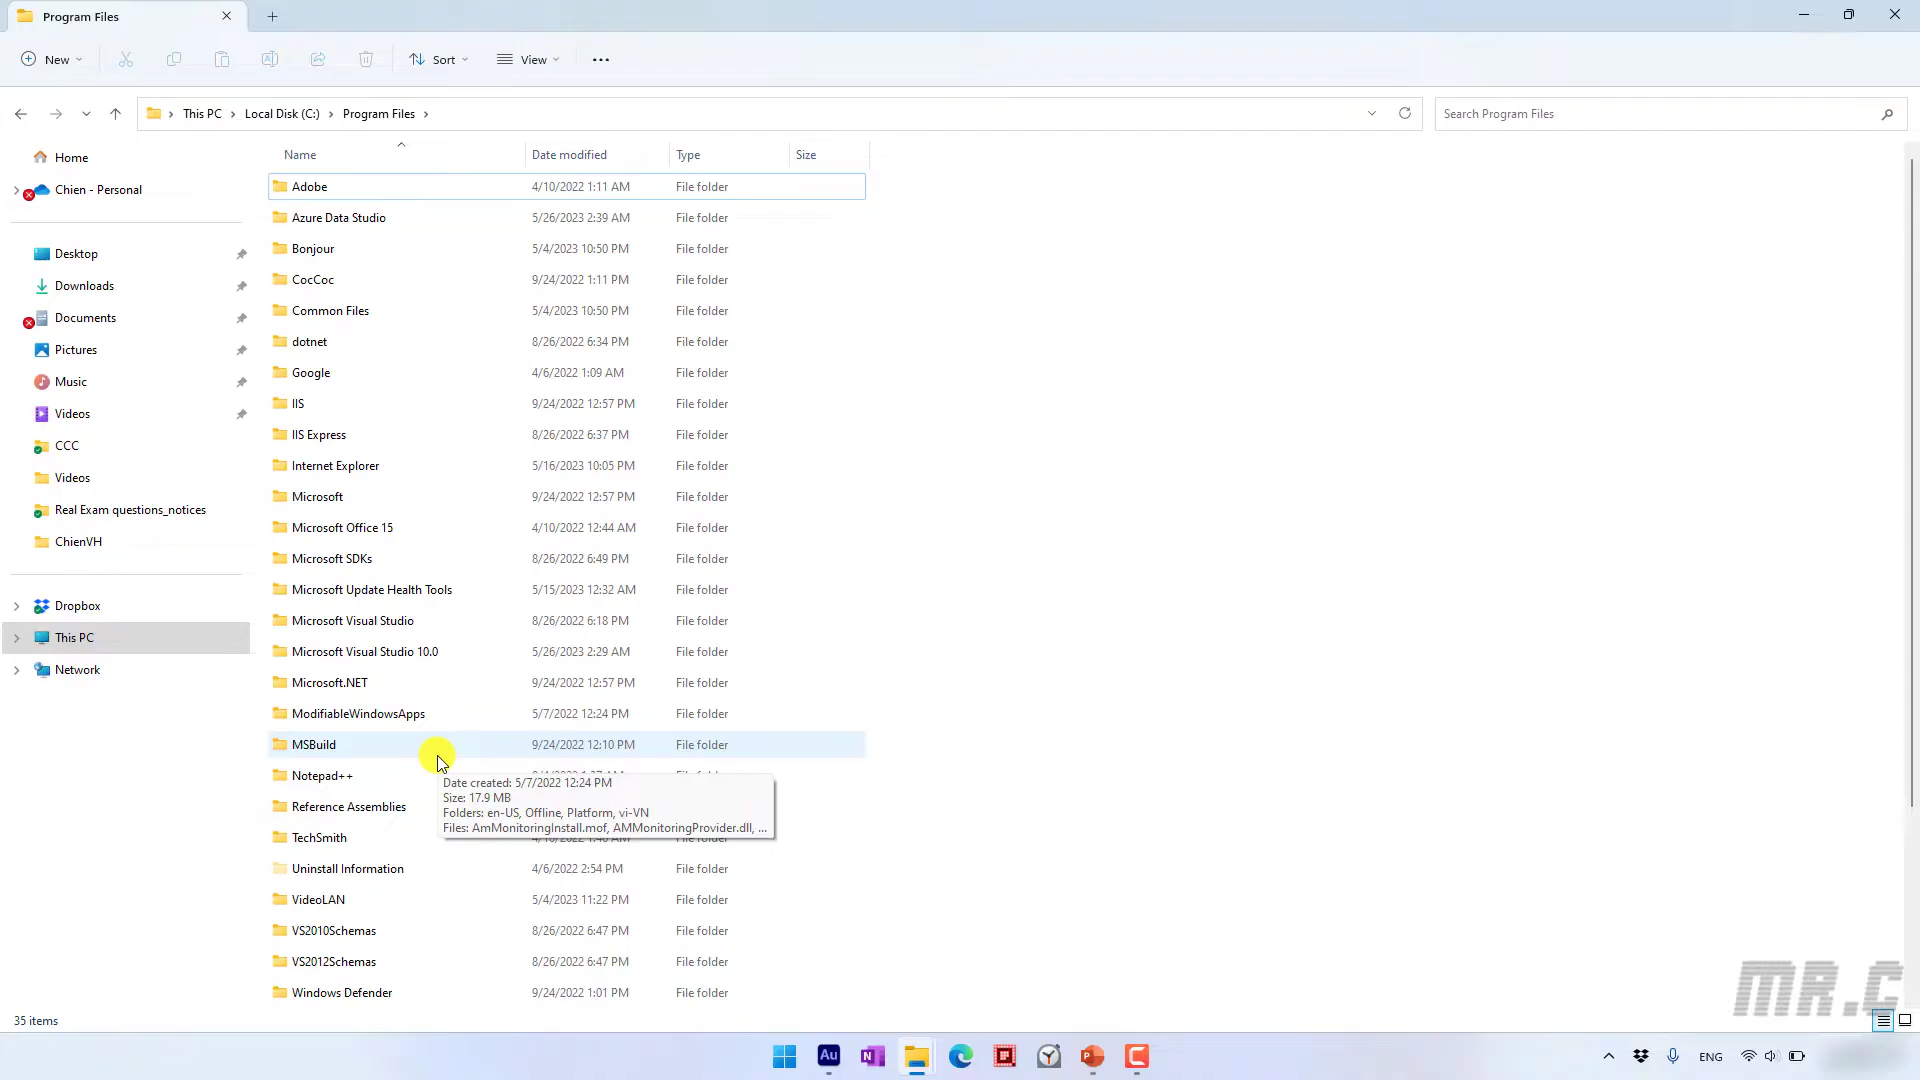 Program Files
New
Sort
View
This PC
Local Disk (C:)
Program Files
Search Program Files
Home
Chien - Personal
Desktop
Downloads
Documents
Pictures
Music
Videos
CCC
Videos
Real Exam questions_notices
ChienVH
Dropbox
This PC
Network
Name Date modified Type Size
Adobe 4/10/2022 1:11 AM File folder
Azure Data Studio 5/26/2023 2:39 AM File folder
Bonjour 5/4/2023 10:50 PM File folder
CocCoc 9/24/2022 1:11 PM File folder
Common Files 5/4/2023 10:50 PM File folder
dotnet 8/26/2022 6:34 PM File folder
Google 4/6/2022 1:09 AM File folder
IIS 9/24/2022 12:57 PM File folder
IIS Express 8/26/2022 6:37 PM File folder
Internet Explorer 5/16/2023 10:05 PM File folder
Microsoft 9/24/2022 12:57 PM File folder
Microsoft Office 15 4/10/2022 12:44 AM File folder
Microsoft SDKs 8/26/2022 6:49 PM File folder
Microsoft Update Health Tools 5/15/2023 12:32 AM File folder
Microsoft Visual Studio 8/26/2022 6:18 PM File folder
Microsoft Visual Studio 10.0 5/26/2023 2:29 AM File folder
Microsoft.NET 9/24/2022 12:57 PM File folder
ModifiableWindowsApps 5/7/2022 12:24 PM File folder
MSBuild 9/24/2022 12:10 PM File folder
Notepad++
Date created: 5/7/2022 12:24 PM
Size: 17.9 MB
Folders: en-US, Offline, Platform, vi-VN
Files: AmMonitoringInstall.mof, AMMonitoringProvider.dll, ...
Reference Assemblies
TechSmith
Uninstall Information 4/6/2022 2:54 PM File folder
VideoLAN 5/4/2023 11:22 PM File folder
VS2010Schemas 8/26/2022 6:47 PM File folder
VS2012Schemas 8/26/2022 6:47 PM File folder
Windows Defender 9/24/2022 1:01 PM File folder
35 items
MR.C
Au
N
P
C
ENG